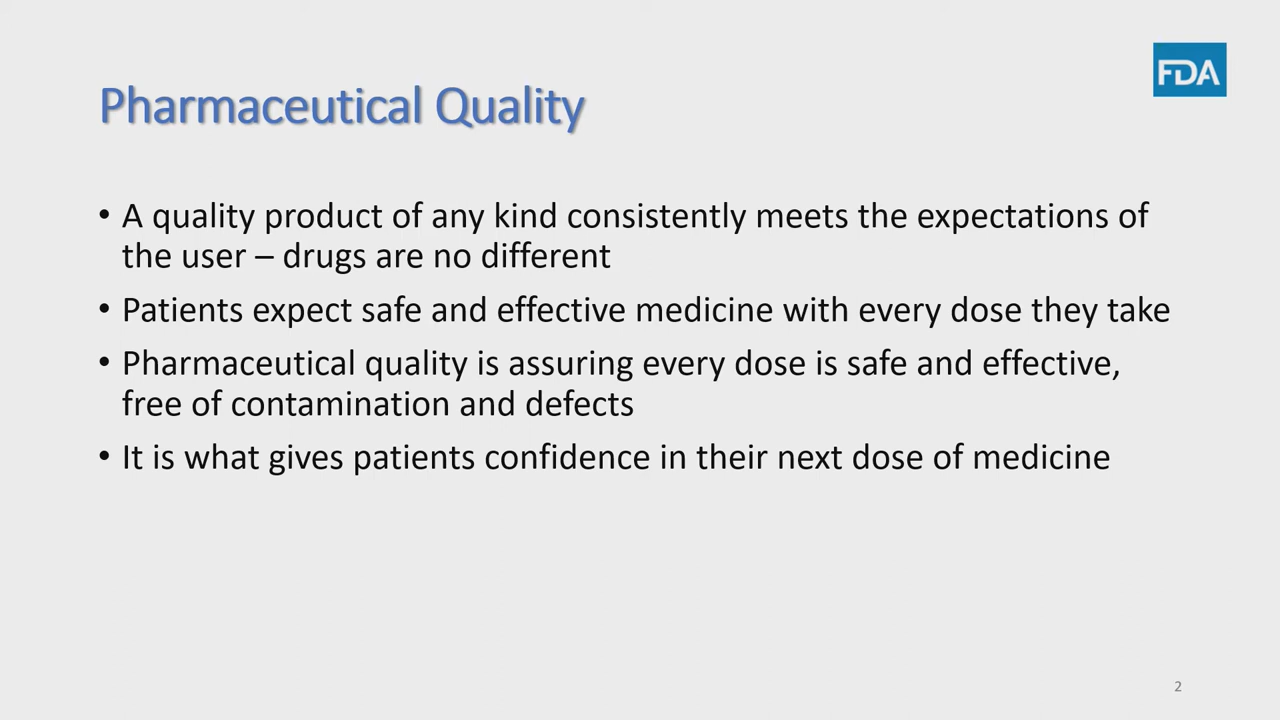 FDA
Pharmaceutical Quality
• A quality product of any kind consistently meets the expectations of
the user – drugs are no different
• Patients expect safe and effective medicine with every dose they take
• Pharmaceutical quality is assuring every dose is safe and effective,
free of contamination and defects
• It is what gives patients confidence in their next dose of medicine
2